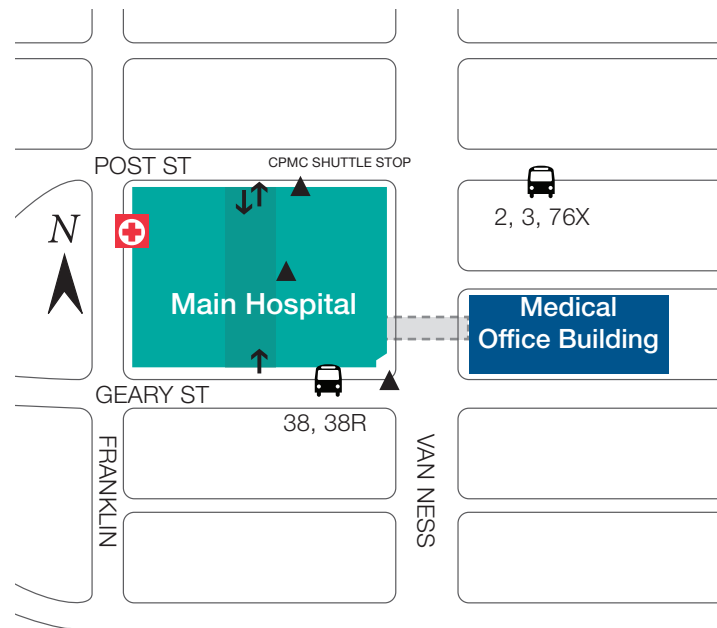 POST ST
CPMC SHUTTLE STOP
2, 3, 76X
N
Main Hospital
Medical
Office Building
GEARY ST
38, 38R
FRANKLIN
VAN NESS